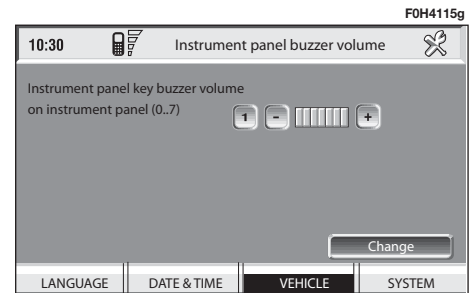 F0H4115g
10:30 Instrument panel buzzer volume
Instrument panel key buzzer volume
on instrument panel (0..7) 1 - +
Change
LANGUAGE DATE & TIME VEHICLE SYSTEM